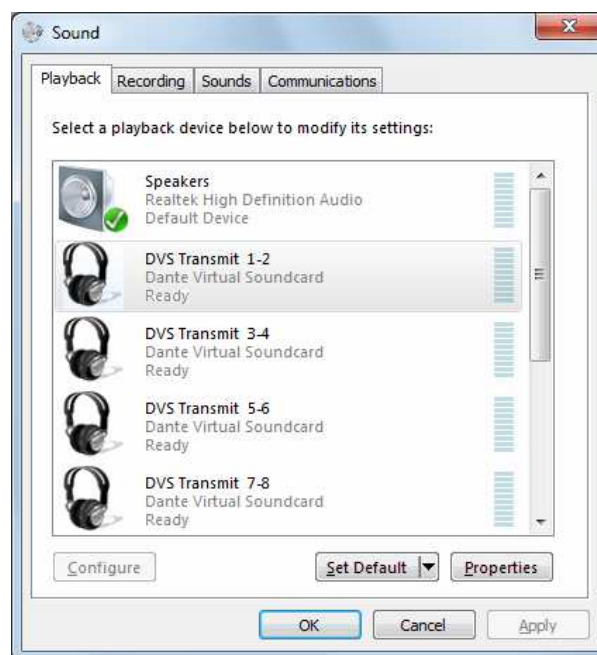 Sound
Playback Recording Sounds Communications
Select a playback device below to modify its settings:
Speakers
Realtek High Definition Audio
Default Device
DVS Transmit 1-2
Dante Virtual Soundcard
Ready
DVS Transmit 3-4
Dante Virtual Soundcard
Ready
DVS Transmit 5-6
Dante Virtual Soundcard
Ready
DVS Transmit 7-8
Dante Virtual Soundcard
Ready
Configure Set Default Properties
OK Cancel Apply